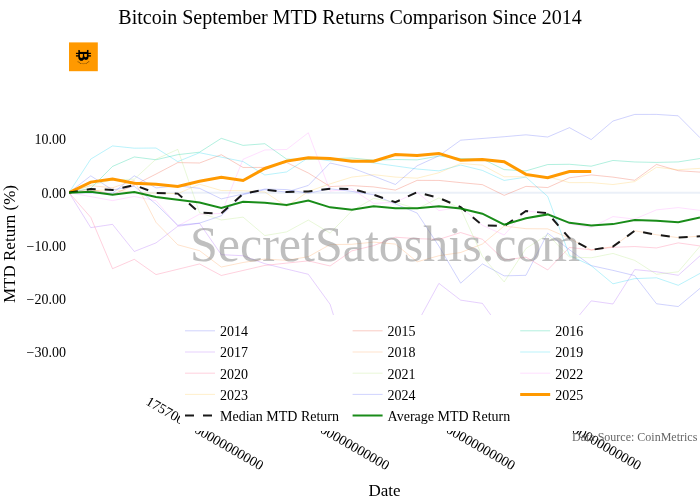 Bitcoin September MTD Returns Comparison Since 2014
10.00
0.00
−10.00
−20.00
−30.00
MTD Return (%)
SecretSatoshis.com
2014
2015
2016
2017
2018
2019
2020
2021
2022
2023
2024
2025
Median MTD Return
Average MTD Return
Data Source: CoinMetrics
Date